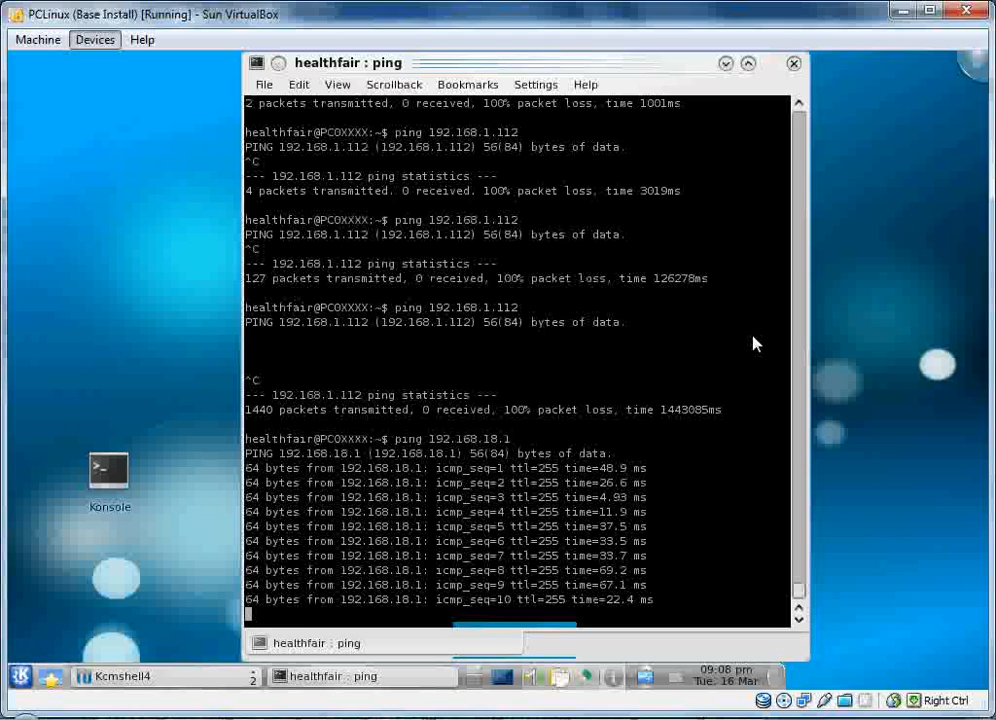 PCLinux (Base Install) [Running] - Sun VirtualBox
Machine Devices Help
healthfair : ping
File Edit View Scrollback Bookmarks Settings Help
2 packets transmitted, 0 received, 100% packet loss, time 1001ms
healthfair@PC0XXXX:~$ ping 192.168.1.112
PING 192.168.1.112 (192.168.1.112) 56(84) bytes of data.
^C
--- 192.168.1.112 ping statistics ---
4 packets transmitted, 0 received, 100% packet loss, time 3019ms
healthfair@PC0XXXX:~$ ping 192.168.1.112
PING 192.168.1.112 (192.168.1.112) 56(84) bytes of data.
^C
--- 192.168.1.112 ping statistics ---
127 packets transmitted, 0 received, 100% packet loss, time 126278ms
healthfair@PC0XXXX:~$ ping 192.168.1.112
PING 192.168.1.112 (192.168.1.112) 56(84) bytes of data.
^C
--- 192.168.1.112 ping statistics ---
1440 packets transmitted, 0 received, 100% packet loss, time 1443085ms
healthfair@PC0XXXX:~$ ping 192.168.18.1
PING 192.168.18.1 (192.168.18.1) 56(84) bytes of data.
64 bytes from 192.168.18.1: icmp_seq=1 ttl=255 time=48.9 ms
64 bytes from 192.168.18.1: icmp_seq=2 ttl=255 time=26.6 ms
64 bytes from 192.168.18.1: icmp_seq=3 ttl=255 time=4.93 ms
64 bytes from 192.168.18.1: icmp_seq=4 ttl=255 time=11.9 ms
64 bytes from 192.168.18.1: icmp_seq=5 ttl=255 time=37.5 ms
64 bytes from 192.168.18.1: icmp_seq=6 ttl=255 time=33.5 ms
64 bytes from 192.168.18.1: icmp_seq=7 ttl=255 time=33.7 ms
64 bytes from 192.168.18.1: icmp_seq=8 ttl=255 time=69.2 ms
64 bytes from 192.168.18.1: icmp_seq=9 ttl=255 time=67.1 ms
64 bytes from 192.168.18.1: icmp_seq=10 ttl=255 time=22.4 ms
Konsole
healthfair : ping
Kcmshell4 2 healthfair : ping 09:08 pm
Tue, 16 Mar
Right Ctrl